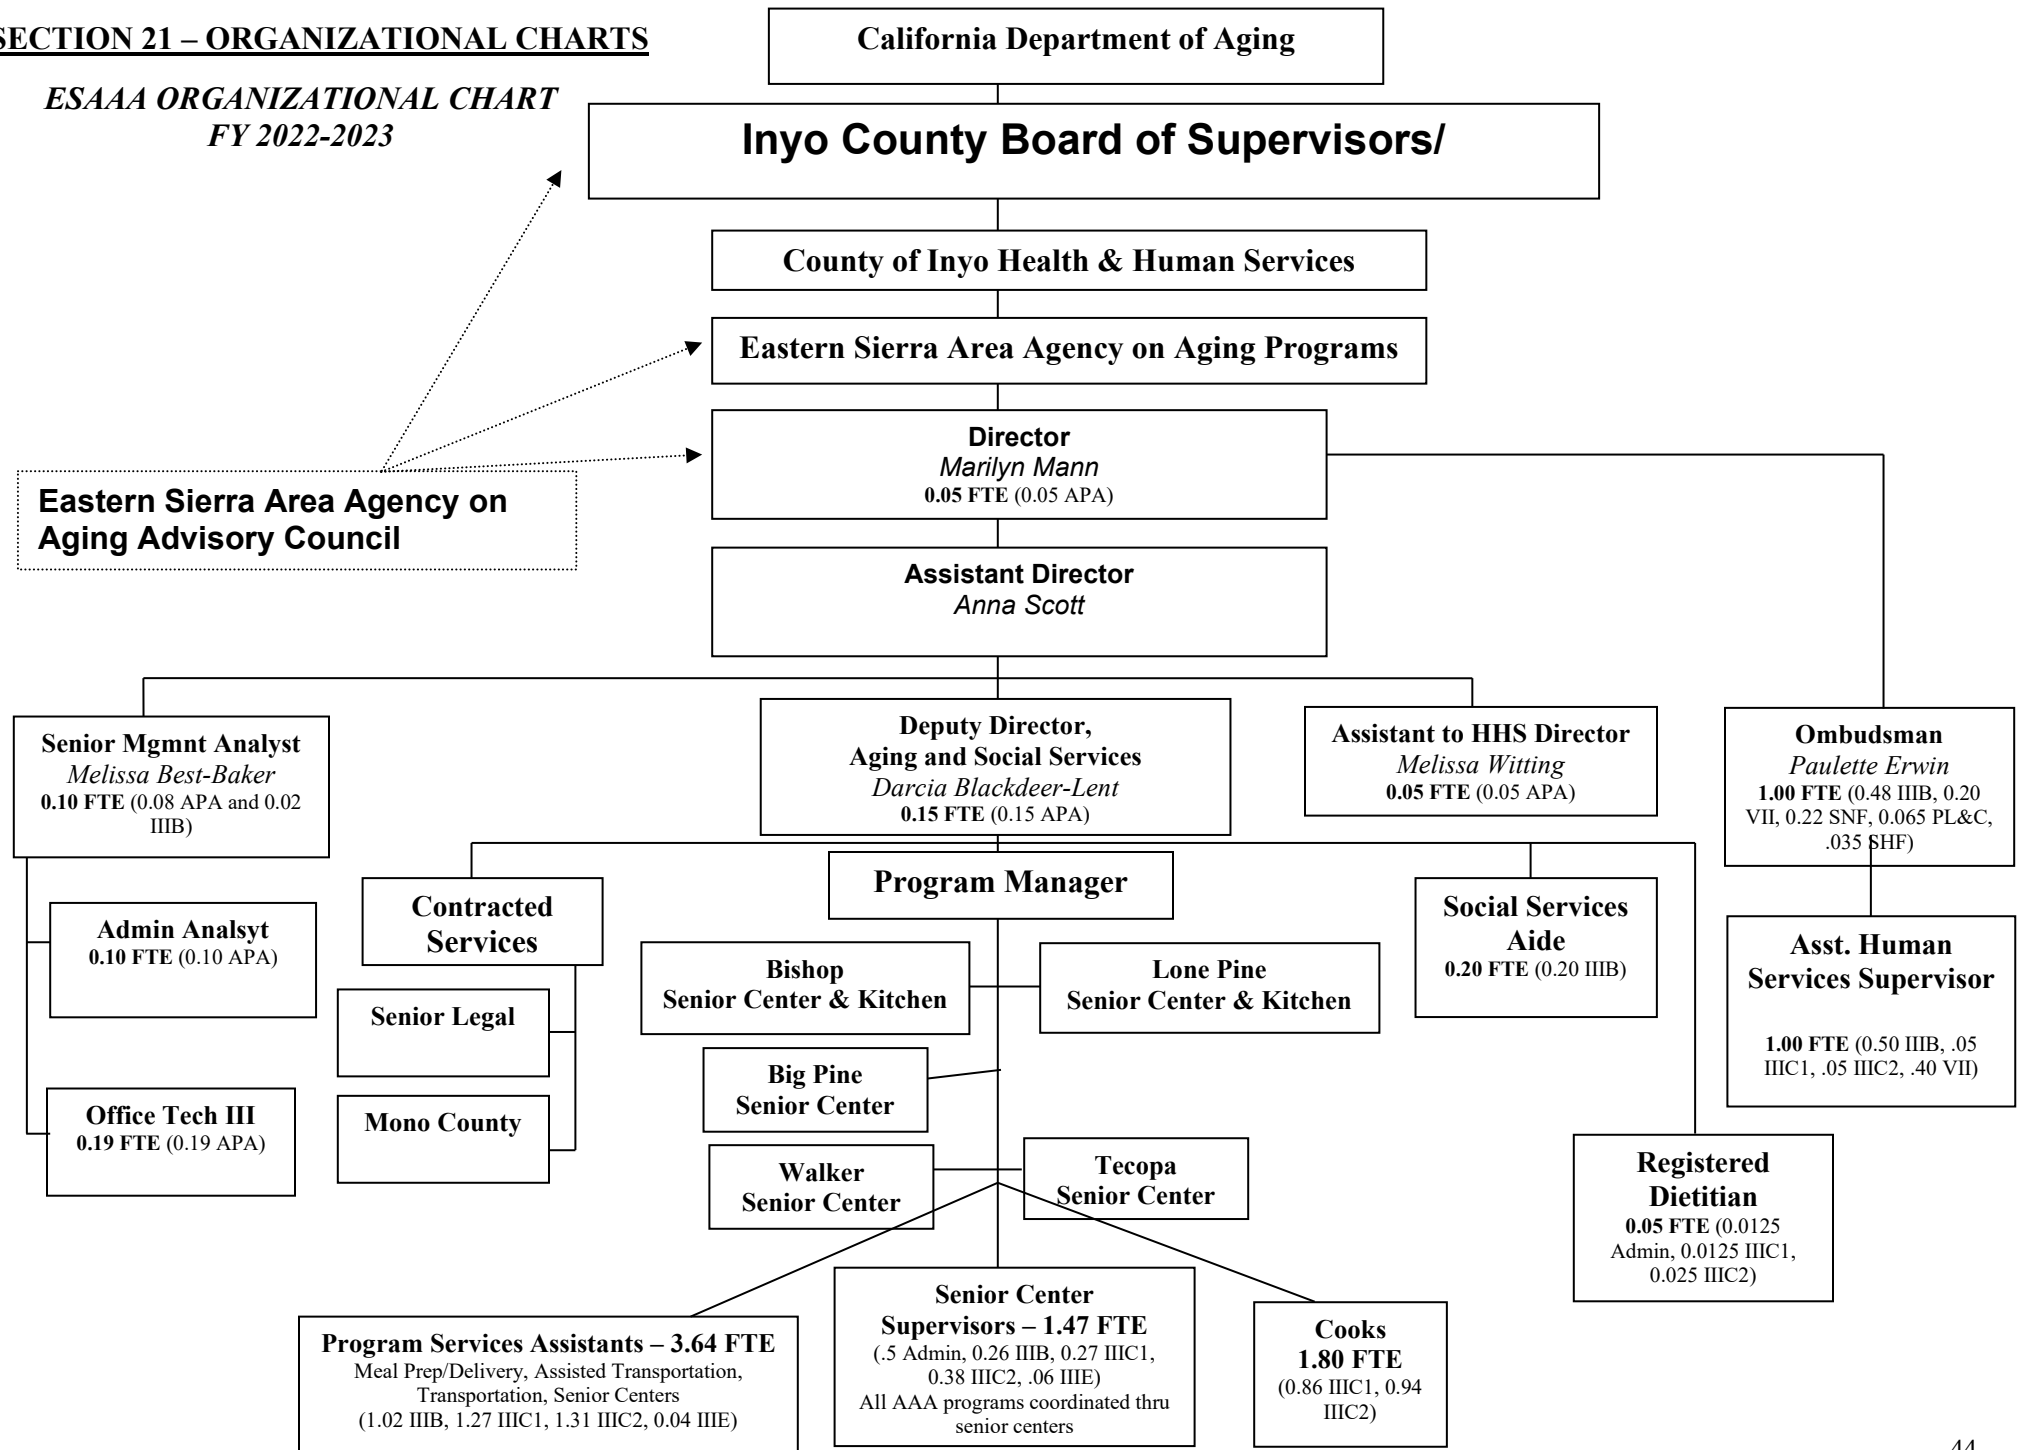 SECTION 21 – ORGANIZATIONAL CHARTS
ESAAA ORGANIZATIONAL CHART
FY 2022-2023
California Department of Aging
Inyo County Board of Supervisors/
County of Inyo Health & Human Services
Eastern Sierra Area Agency on Aging Programs
Director
Marilyn Mann
0.05 FTE (0.05 APA)
Eastern Sierra Area Agency on
Aging Advisory Council
Assistant Director
Anna Scott
Senior Mgmnt Analyst
Melissa Best-Baker
0.10 FTE (0.08 APA and 0.02
IIIB)
Deputy Director,
Aging and Social Services
Darcia Blackdeer-Lent
0.15 FTE (0.15 APA)
Assistant to HHS Director
Melissa Witting
0.05 FTE (0.05 APA)
Ombudsman
Paulette Erwin
1.00 FTE (0.48 IIIB, 0.20
VII, 0.22 SNF, 0.065 PL&C,
.035 SHF)
Admin Analsyt
0.10 FTE (0.10 APA)
Office Tech III
0.19 FTE (0.19 APA)
Contracted
Services
Senior Legal
Mono County
Program Manager
Bishop
Senior Center & Kitchen
Lone Pine
Senior Center & Kitchen
Big Pine
Senior Center
Walker
Senior Center
Tecopa
Senior Center
Social Services
Aide
0.20 FTE (0.20 IIIB)
Asst. Human
Services Supervisor
1.00 FTE (0.50 IIIB, .05
IIIC1, .05 IIIC2, .40 VII)
Registered
Dietitian
0.05 FTE (0.0125
Admin, 0.0125 IIIC1,
0.025 IIIC2)
Program Services Assistants – 3.64 FTE
Meal Prep/Delivery, Assisted Transportation,
Transportation, Senior Centers
(1.02 IIIB, 1.27 IIIC1, 1.31 IIIC2, 0.04 IIIE)
Senior Center
Supervisors – 1.47 FTE
(.5 Admin, 0.26 IIIB, 0.27 IIIC1,
0.38 IIIC2, .06 IIIE)
All AAA programs coordinated thru
senior centers
Cooks
1.80 FTE
(0.86 IIIC1, 0.94
IIIC2)
44